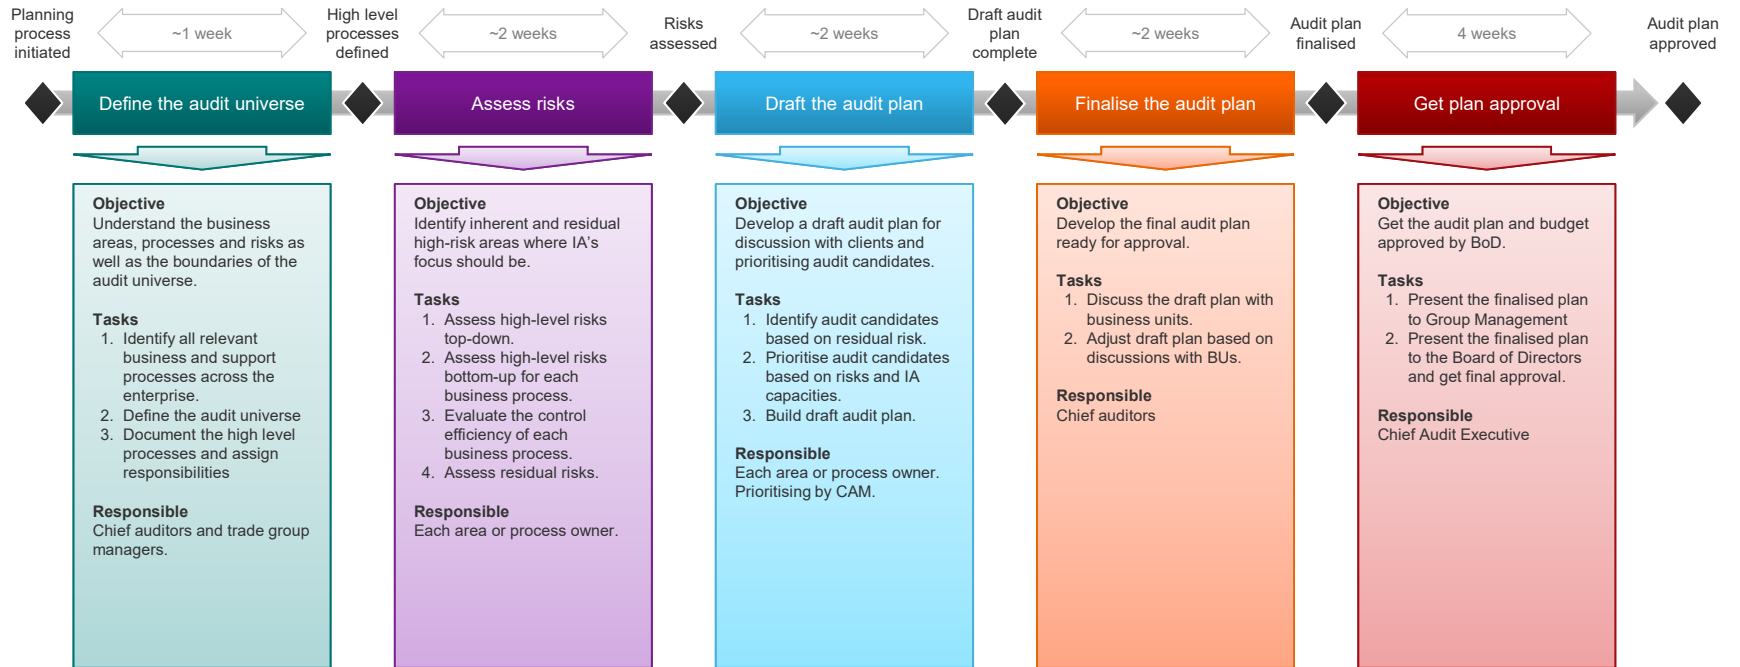 Planning
process
initiated
~1 week
High level
processes
defined
~2 weeks
Risks
assessed
~2 weeks
Draft audit
plan
complete
~2 weeks
Audit plan
finalised
4 weeks
Audit plan
approved
Define the audit universe
Assess risks
Draft the audit plan
Finalise the audit plan
Get plan approval
Objective
Understand the business
areas, processes and risks as
well as the boundaries of the
audit universe.
Tasks
1. Identify all relevant
business and support
processes across the
enterprise.
2. Define the audit universe
3. Document the high level
processes and assign
responsibilities
Responsible
Chief auditors and trade group
managers.
Objective
Identify inherent and residual
high-risk areas where IA’s
focus should be.
Tasks
1. Assess high-level risks
top-down.
2. Assess high-level risks
bottom-up for each
business process.
3. Evaluate the control
efficiency of each
business process.
4. Assess residual risks.
Responsible
Each area or process owner.
Objective
Develop a draft audit plan for
discussion with clients and
prioritising audit candidates.
Tasks
1. Identify audit candidates
based on residual risk.
2. Prioritise audit candidates
based on risks and IA
capacities.
3. Build draft audit plan.
Responsible
Each area or process owner.
Prioritising by CAM.
Objective
Develop the final audit plan
ready for approval.
Tasks
1. Discuss the draft plan with
business units.
2. Adjust draft plan based on
discussions with BUs.
Responsible
Chief auditors
Objective
Get the audit plan and budget
approved by BoD.
Tasks
1. Present the finalised plan
to Group Management
2. Present the finalised plan
to the Board of Directors
and get final approval.
Responsible
Chief Audit Executive